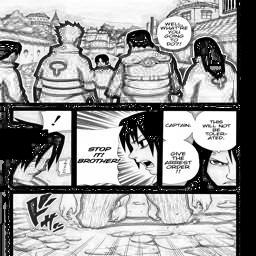 WELL,
WHAT'RE
YOU
GOING
TO
DO?!
!
STOP
IT!
BROTHER!
CAPTAIN.
GIVE
THE
ARREST
ORDER
!!
THIS
WILL NOT
BE
TOLER-
ATED.